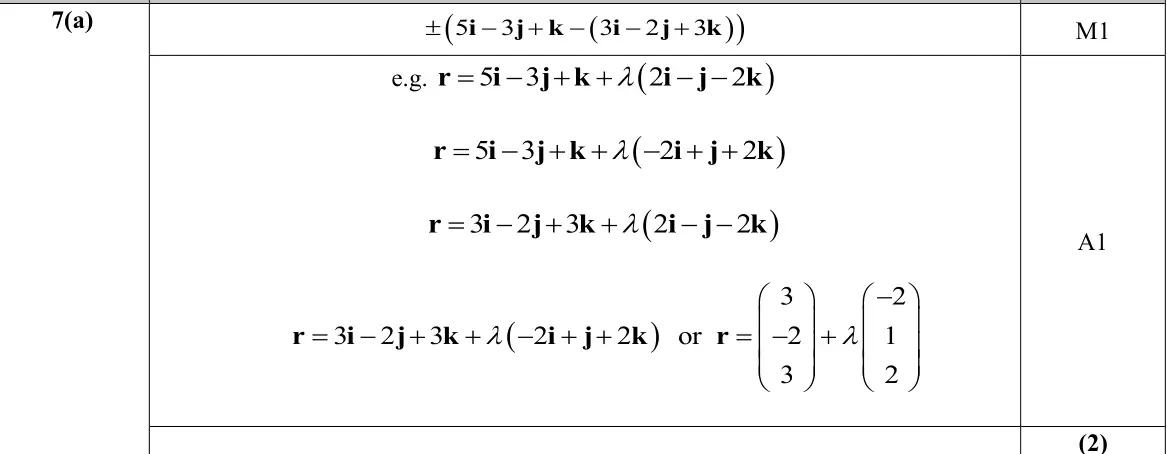 7(a) ±(5i − 3j + k − (3i − 2j + 3k)) M1
e.g. r = 5i − 3j + k + λ(2i − j − 2k)
r = 5i − 3j + k + λ(−2i + j + 2k)
r = 3i − 2j + 3k + λ(2i − j − 2k)
A1
r = 3i − 2j + 3k + λ(−2i + j + 2k) or r = (3 −2 3) + λ(−2 1 2)
(2)